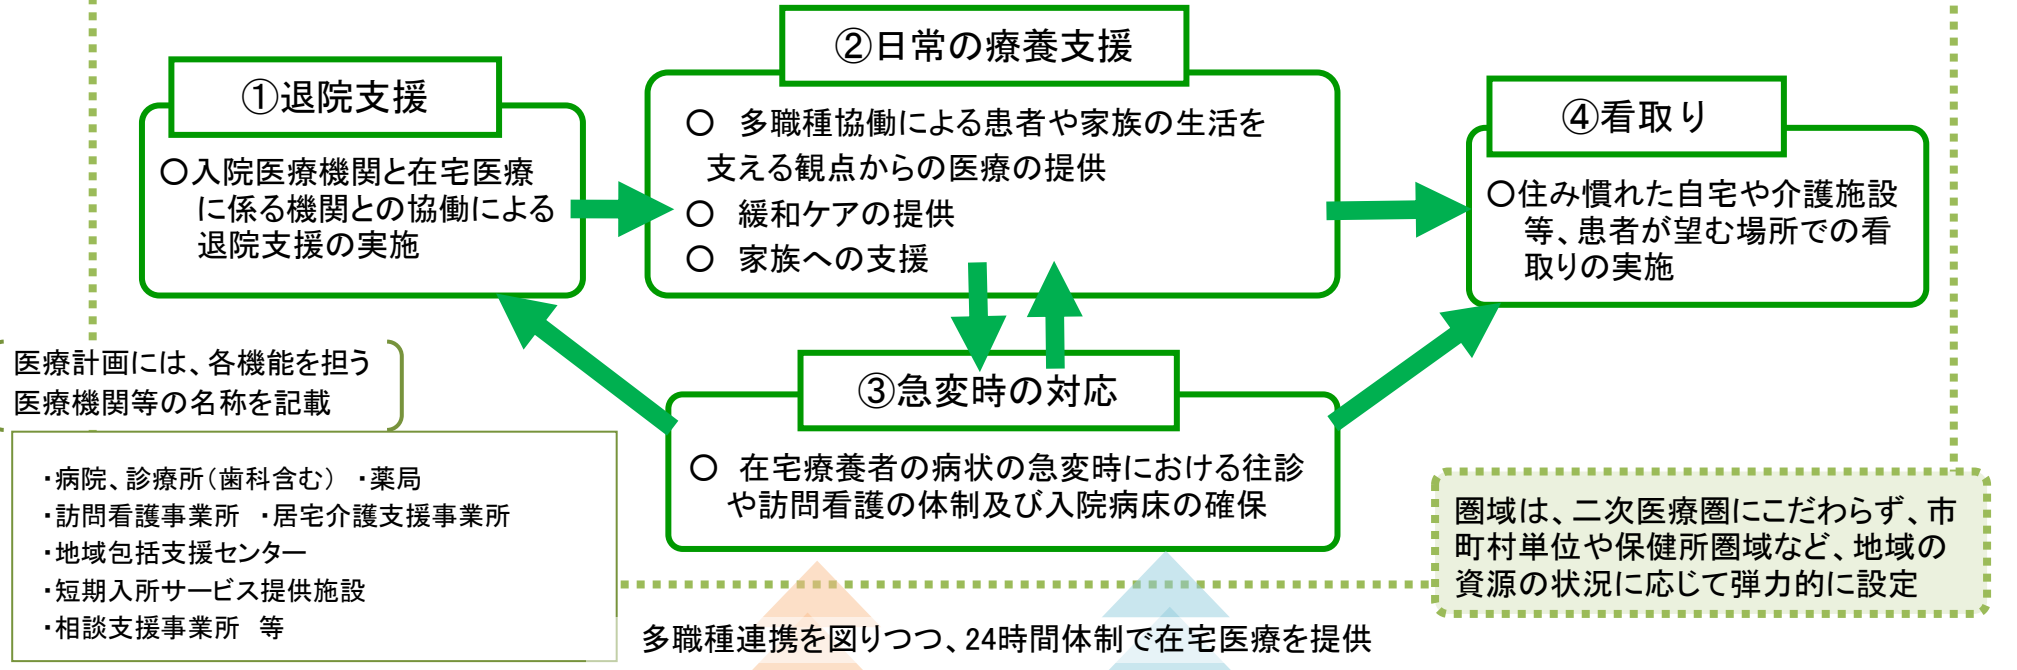 ①退院支援
〇入院医療機関と在宅医療
に係る機関との協働による
退院支援の実施
②日常の療養支援
〇 多職種協働による患者や家族の生活を
支える観点からの医療の提供
〇 緩和ケアの提供
〇 家族への支援
④看取り
〇住み慣れた自宅や介護施設
等、患者が望む場所での看
取りの実施
③急変時の対応
〇 在宅療養者の病状の急変時における往診
や訪問看護の体制及び入院病床の確保
医療計画には、各機能を担う
医療機関等の名称を記載
・病院、診療所(歯科含む) ・薬局
・訪問看護事業所 ・居宅介護支援事業所
・地域包括支援センター
・短期入所サービス提供施設
・相談支援事業所 等
圏域は、二次医療圏にこだわらず、市
町村単位や保健所圏域など、地域の
資源の状況に応じて弾力的に設定
多職種連携を図りつつ、24時間体制で在宅医療を提供